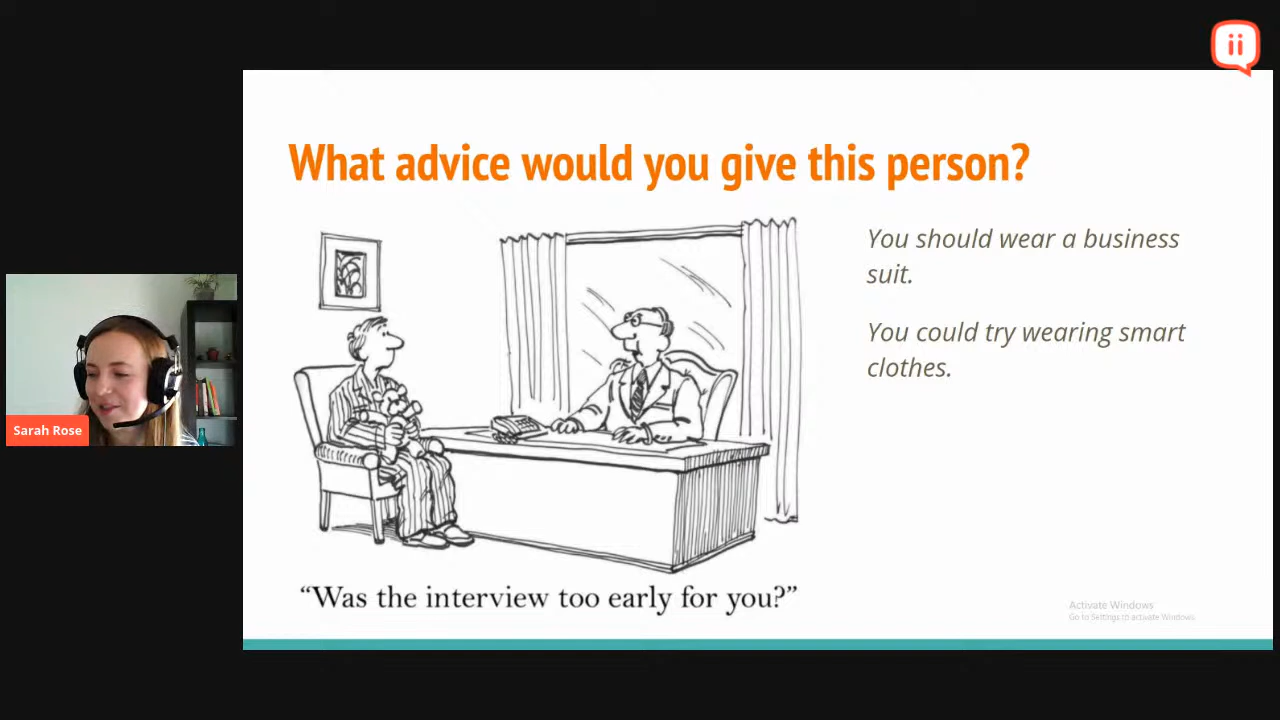 ii
What advice would you give this person?
You should wear a business
suit.
You could try wearing smart
clothes.
Sarah Rose
“Was the interview too early for you?”
Activate Windows
Go to Settings to activate Windows.